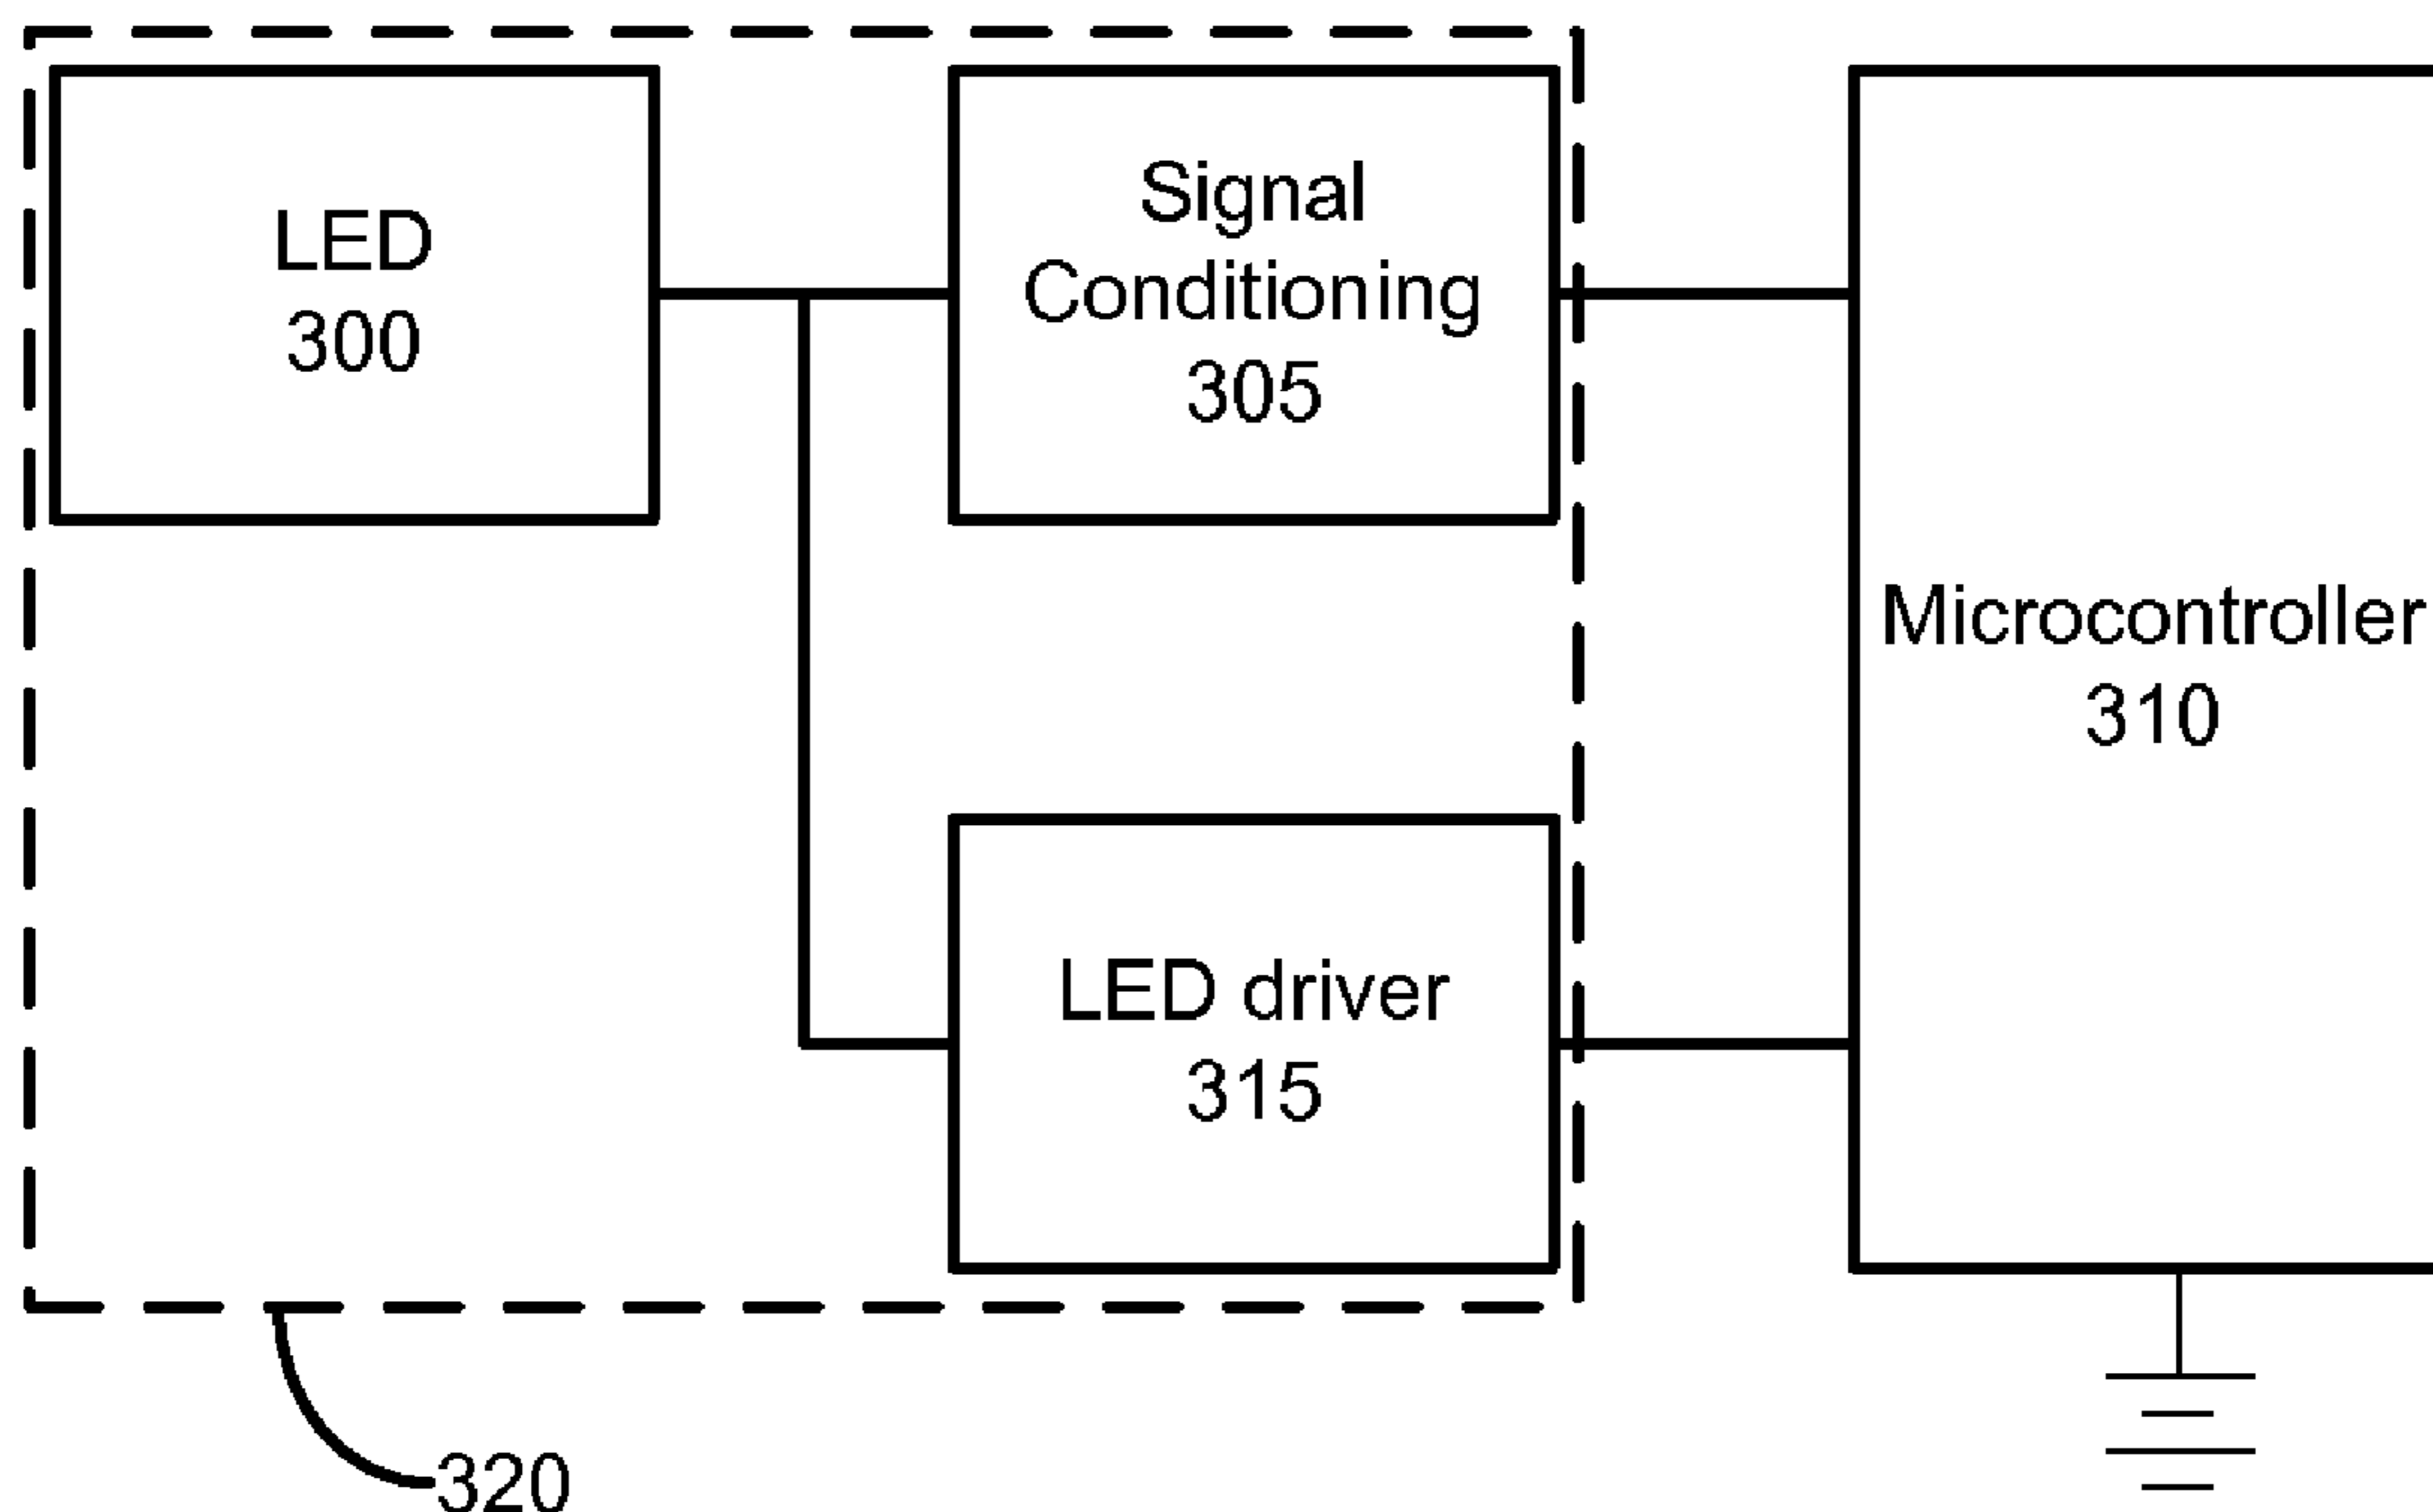 LED
300
Signal
Conditioning
305
Microcontroller
310
LED driver
315
320